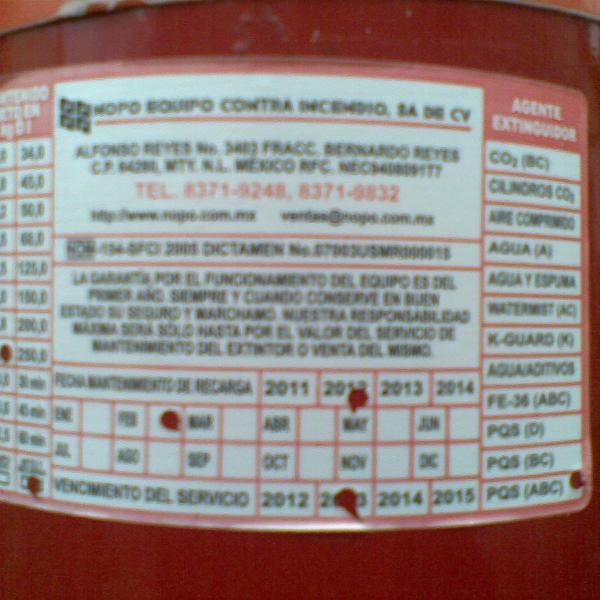 NOPO EQUIPO CONTRA INCENDIO, SA DE CV
ALFONSO REYES No. 3402 FRACC. BERNARDO REYES
C.P. 64280, MTY. N.L. MÉXICO RFC.
TEL. 8371-9248, 8371-9832
http://www.nopo.com.mx ventas@nopo.com.mx
NOM-154-SFCI 2005 DICTAMEN No.07003USMR000015
LA GARANTÍA POR EL FUNCIONAMIENTO DEL EQUIPO ES DEL
PRIMER AÑO. SIEMPRE Y CUANDO CONSERVE EN BUEN
ESTADO SU SEGURO Y MARCHAMO. NUESTRA RESPONSABILIDAD
MÁXIMA SERÁ SÓLO HASTA POR EL VALOR DEL SERVICIO DE
MANTENIMIENTO DEL EXTINTOR O VENTA DEL MISMO.
FECHA MANTENIMIENTO DE RECARGA 2011 2012 2013 2014
ENE FEB MAR ABR MAY JUN
JUL AGO SEP OCT NOV DIC
VENCIMIENTO DEL SERVICIO 2012 2013 2014 2015
34,0
45,0
50,0
68,0
125,0
150,0
200,0
250,0
30 min
45 min
60 min
AGENTE
EXTINGUIDOR
CO₂ (BC)
CILINDROS CO₂
AIRE COMPRIMIDO
AGUA (A)
AGUA Y ESPUMA
WATERMIST (AC)
K-GUARD (K)
AGUA/ADITIVOS
FE-36 (ABC)
PQS (D)
PQS (BC)
PQS (ABC)